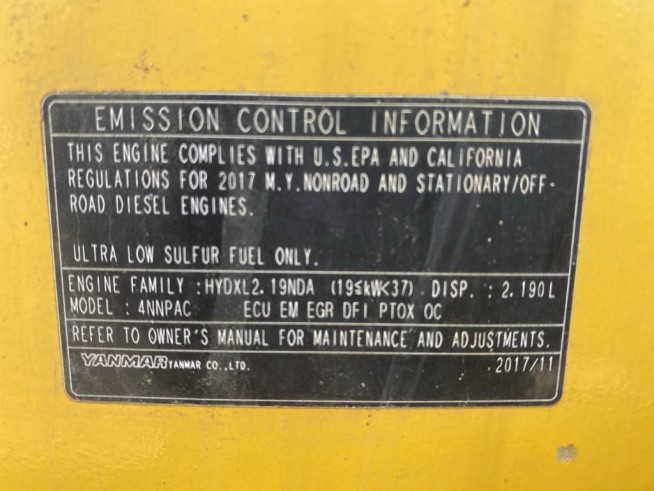 EMISSION CONTROL INFORMATION
THIS ENGINE COMPLIES WITH U.S.EPA AND CALIFORNIA
REGULATIONS FOR 2017 M.Y.NONROAD AND STATIONARY/OFF-
ROAD DIESEL ENGINES.
ULTRA LOW SULFUR FUEL ONLY.
ENGINE FAMILY : HYDXL2.19NDA (19≤kW<37) DISP. : 2.190L
MODEL : 4NNPAC ECU EM EGR DFI PTOX OC
REFER TO OWNER'S MANUAL FOR MAINTENANCE AND ADJUSTMENTS.
YANMAR YANMAR CO.,LTD. 2017/11